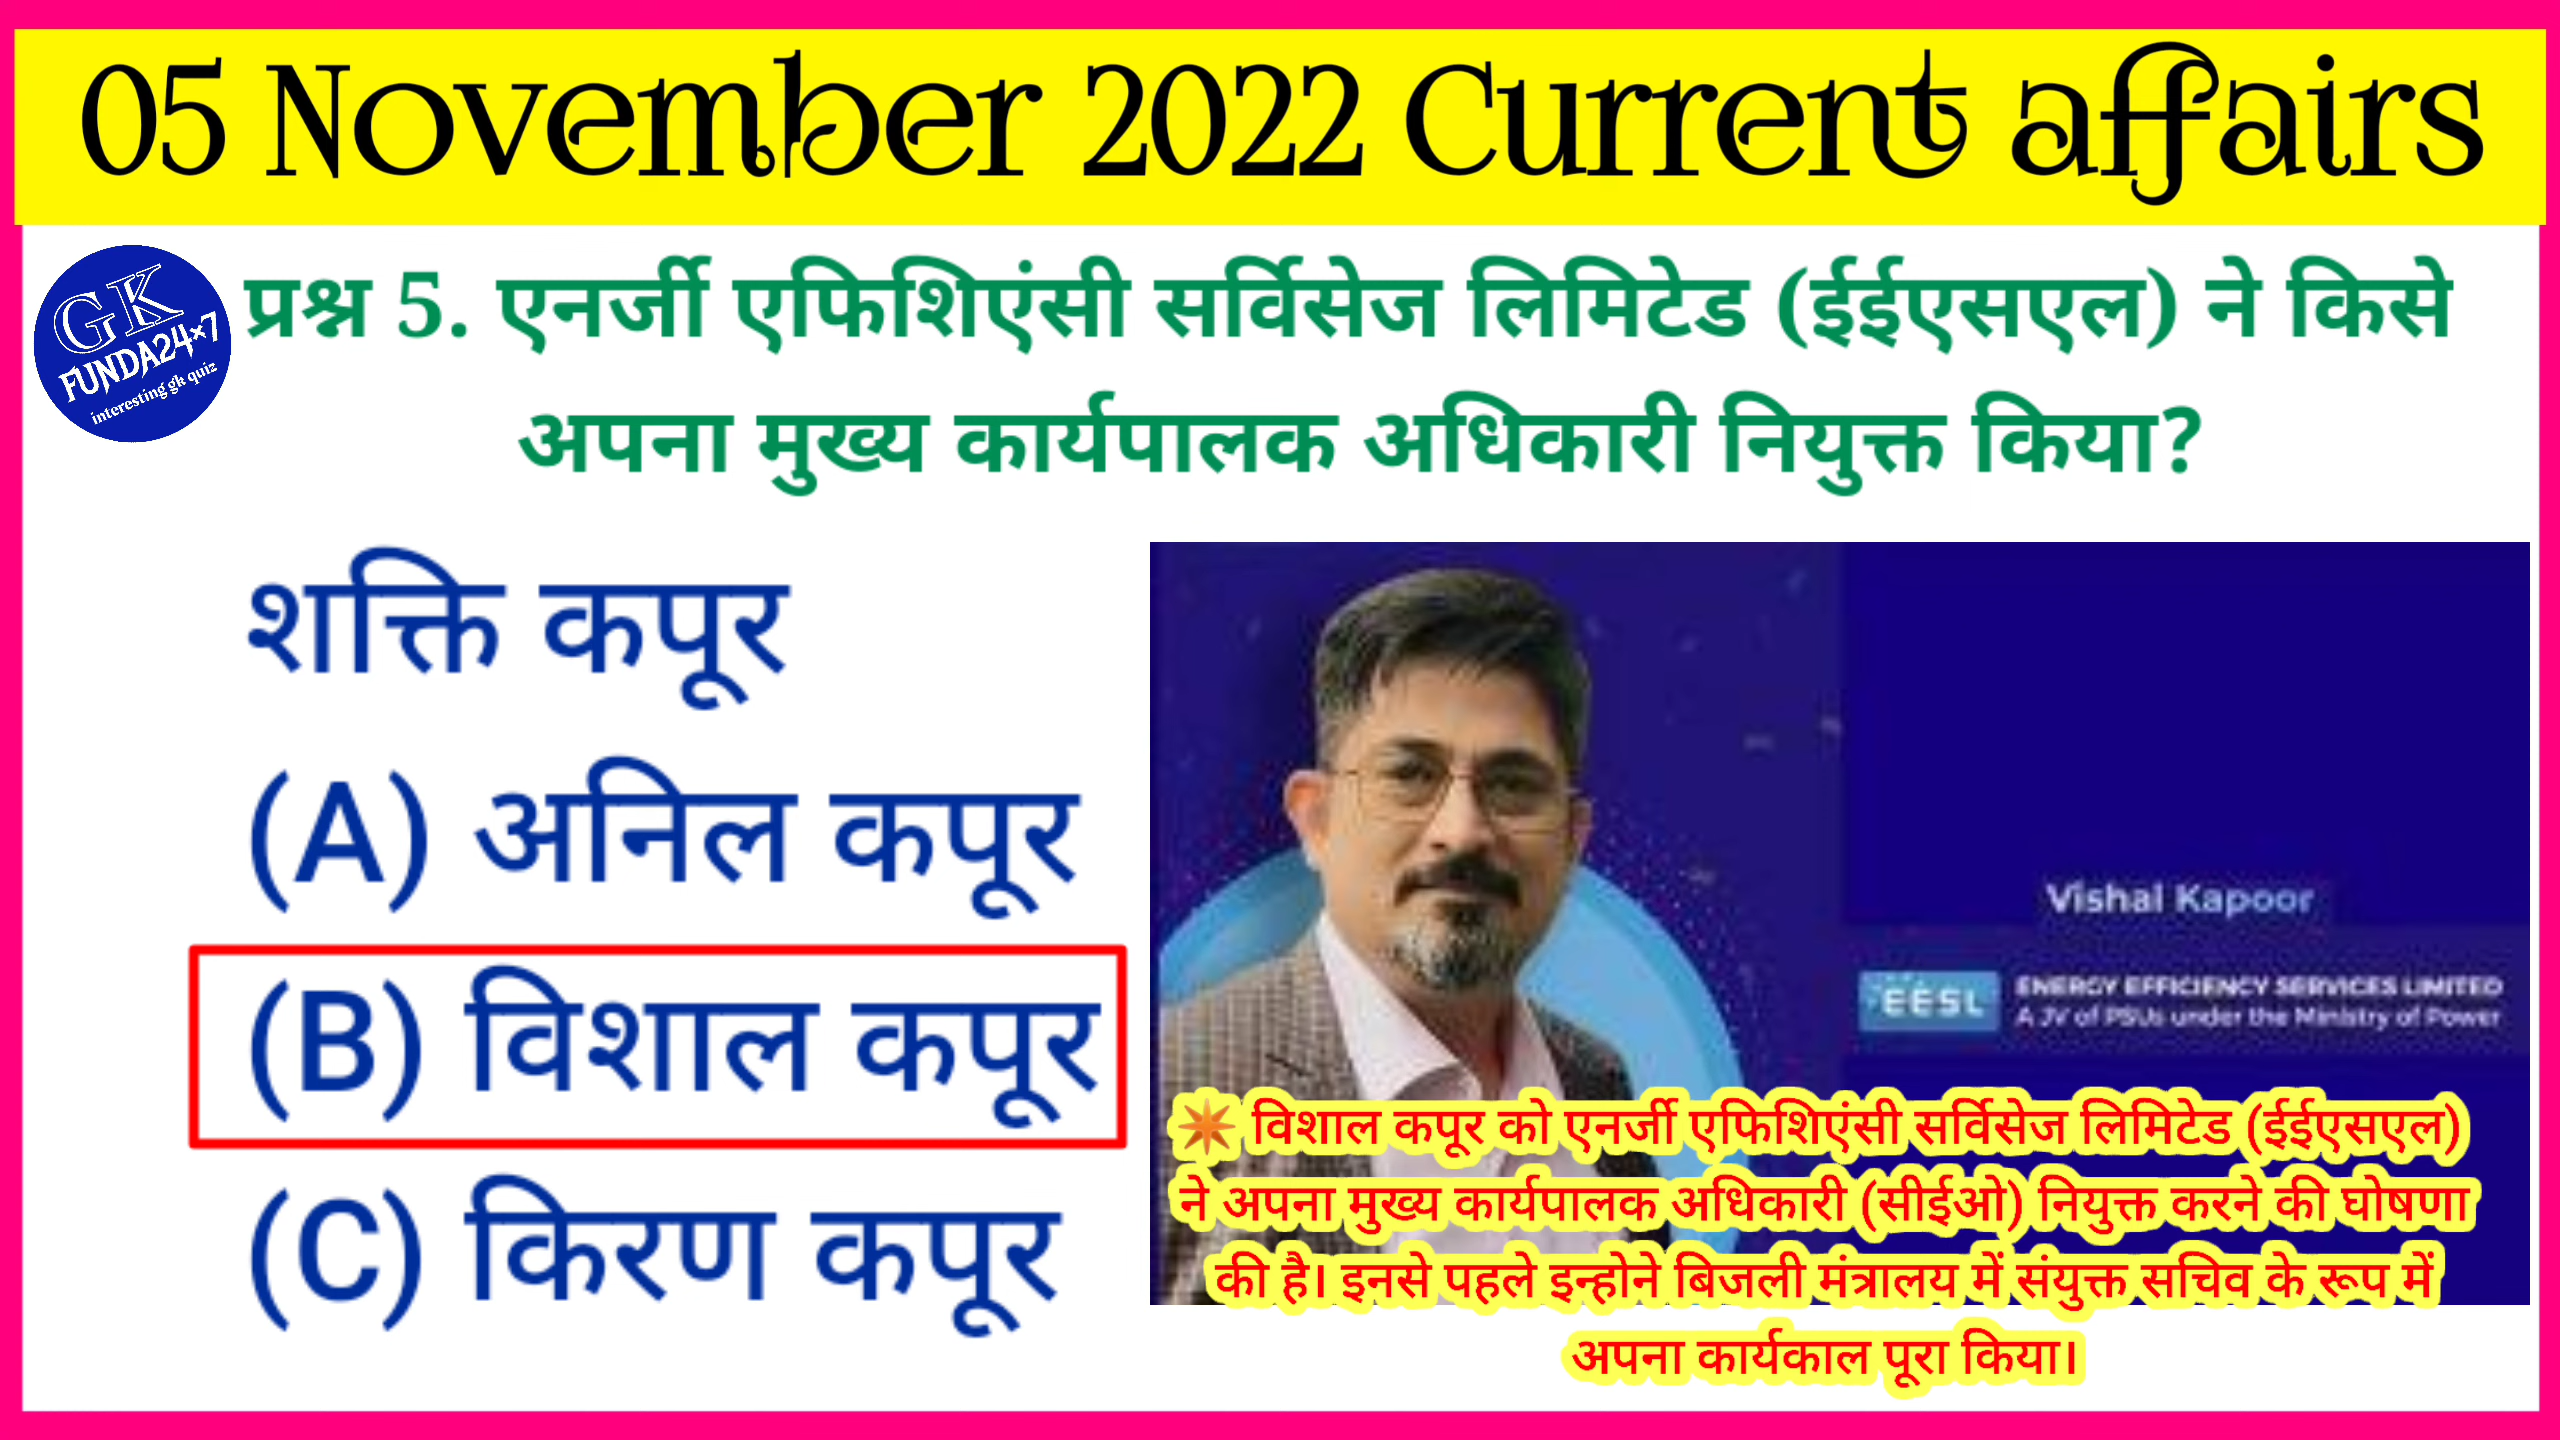 05 November 2022 Current affairs
GK
FUNDA24×7
interesting gk quiz
प्रश्न 5. एनर्जी एफिशिएंसी सर्विसेज लिमिटेड (ईईएसएल) ने किसे
अपना मुख्य कार्यपालक अधिकारी नियुक्त किया?
शक्ति कपूर
(A) अनिल कपूर
(B) विशाल कपूर
(C) किरण कपूर
Vishal Kapoor
EESL
ENERGY EFFICIENCY SERVICES LIMITED
A JV of PSUs under the Ministry of Power
विशाल कपूर को एनर्जी एफिशिएंसी सर्विसेज लिमिटेड (ईईएसएल)
ने अपना मुख्य कार्यपालक अधिकारी (सीईओ) नियुक्त करने की घोषणा
की है। इनसे पहले इन्होने बिजली मंत्रालय में संयुक्त सचिव के रूप में
अपना कार्यकाल पूरा किया।